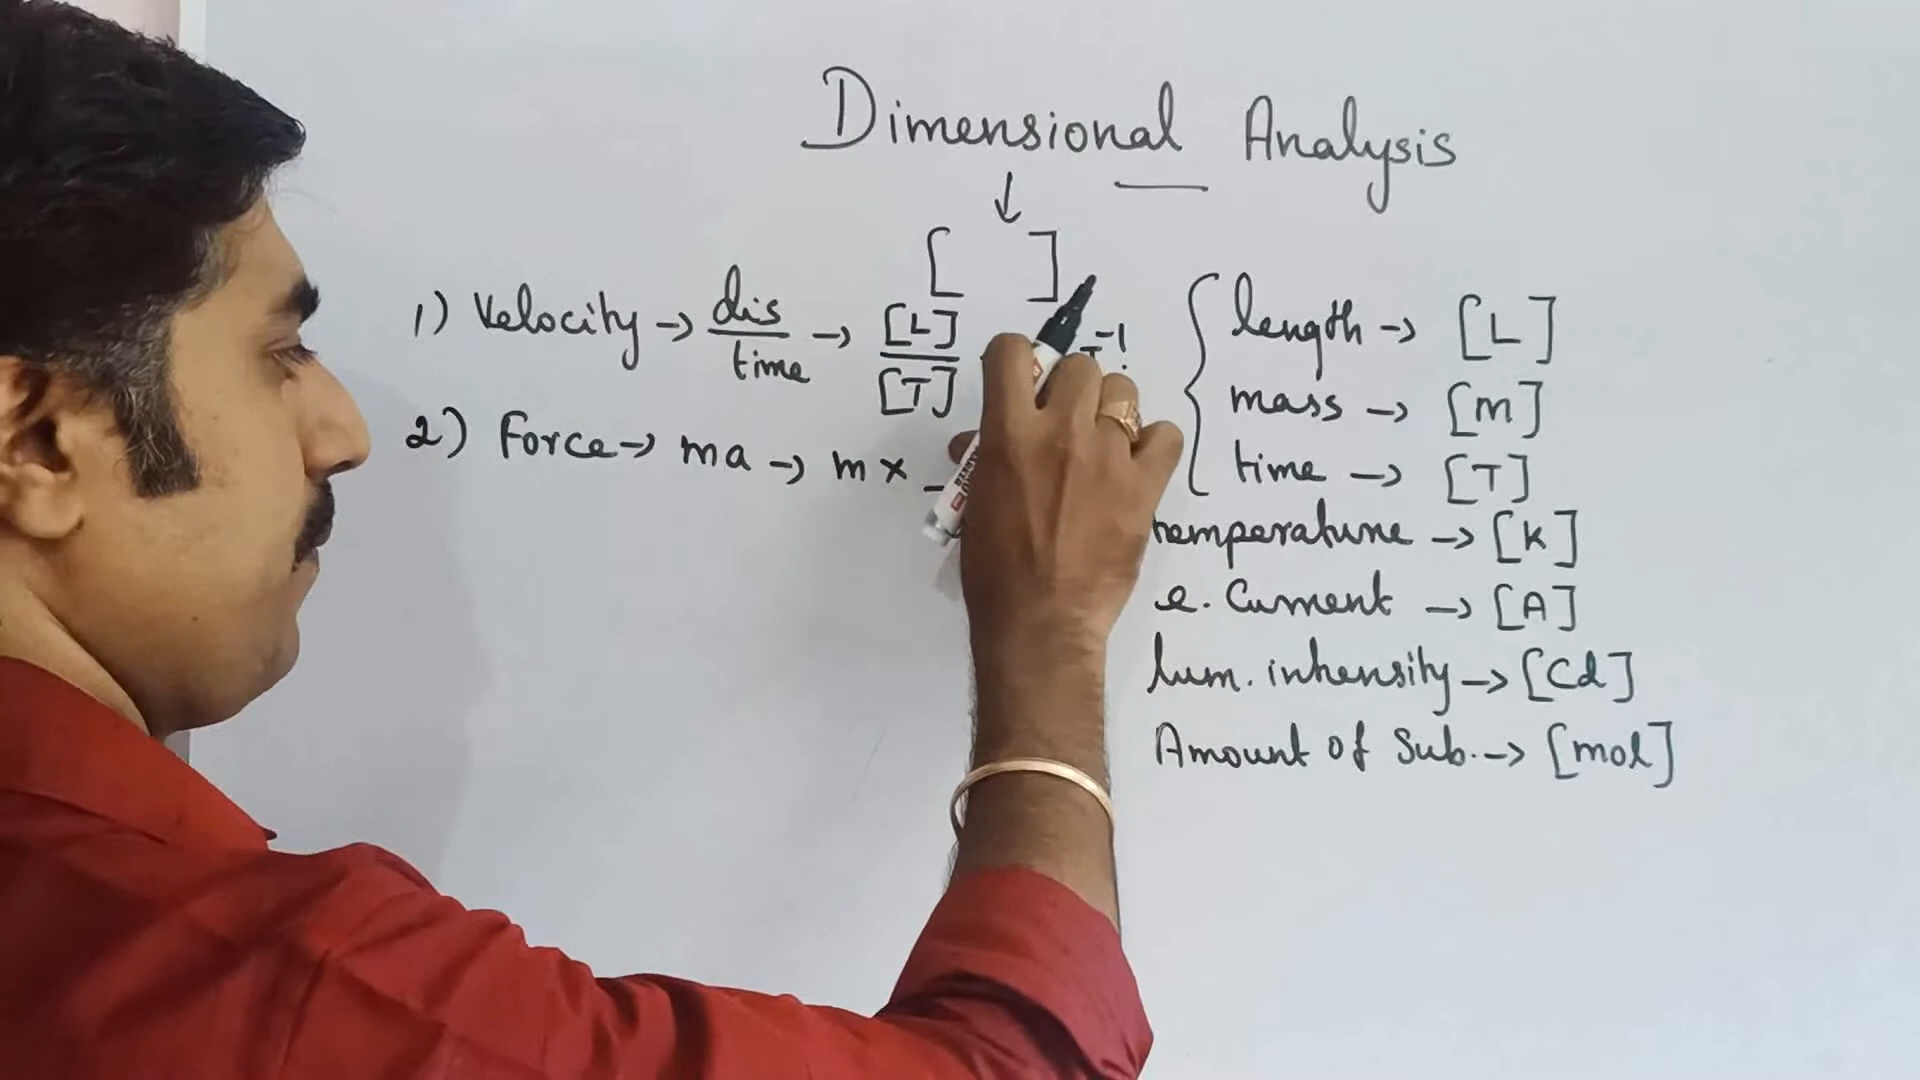 Dimensional Analysis
↓
[ ]
1) Velocity → dis/time → [L]/[T] T⁻¹
2) Force → ma → m x
length → [L]
mass → [M]
time → [T]
temperature → [K]
e. Current → [A]
lum. intensity → [Cd]
Amount of Sub. → [mol]